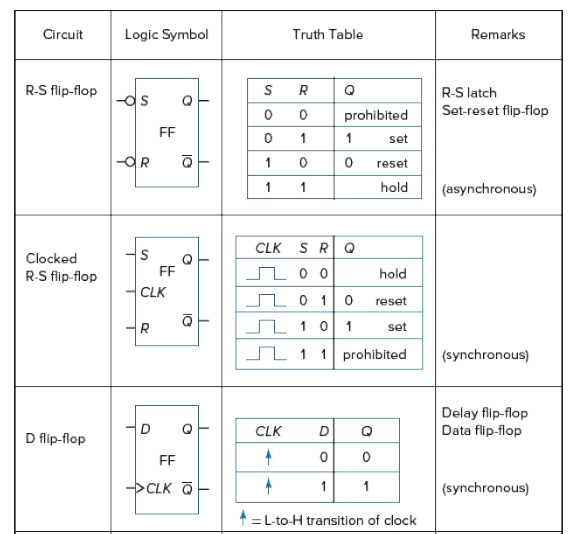 Circuit Logic Symbol Truth Table Remarks
R-S flip-flop
S Q
FF
R Q̅
S R Q
0 0 prohibited
0 1 1 set
1 0 0 reset
1 1 hold
R-S latch
Set-reset flip-flop
(asynchronous)
Clocked
R-S flip-flop
S Q
FF
CLK
R Q̅
CLK S R Q
0 0 hold
0 1 0 reset
1 0 1 set
1 1 prohibited
(synchronous)
D flip-flop
D Q
FF
>CLK Q̅
CLK D Q
↑ 0 0
↑ 1 1
↑ = L-to-H transition of clock
Delay flip-flop
Data flip-flop
(synchronous)